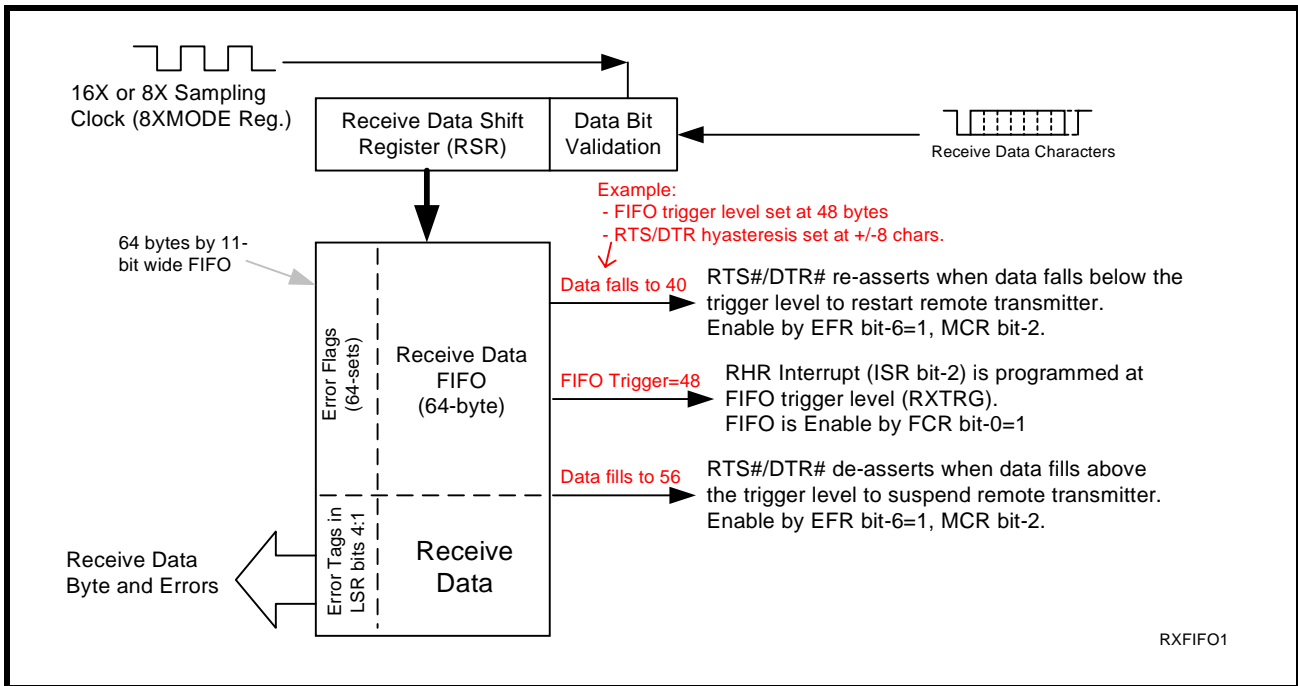 16X or 8X Sampling
Clock (8XMODE Reg.)
Receive Data Shift
Register (RSR)
Data Bit
Validation
Receive Data Characters
Example:
- FIFO trigger level set at 48 bytes
- RTS/DTR hyasteresis set at +/-8 chars.
64 bytes by 11-
bit wide FIFO
Data falls to 40
RTS#/DTR# re-asserts when data falls below the
trigger level to restart remote transmitter.
Enable by EFR bit-6=1, MCR bit-2.
Error Flags
(64-sets)
Receive Data
FIFO
(64-byte)
FIFO Trigger=48
RHR Interrupt (ISR bit-2) is programmed at
FIFO trigger level (RXTRG).
FIFO is Enable by FCR bit-0=1
Data fills to 56
RTS#/DTR# de-asserts when data fills above
the trigger level to suspend remote transmitter.
Enable by EFR bit-6=1, MCR bit-2.
Error Tags in
LSR bits 4:1
Receive
Data
Receive Data
Byte and Errors
RXFIFO1